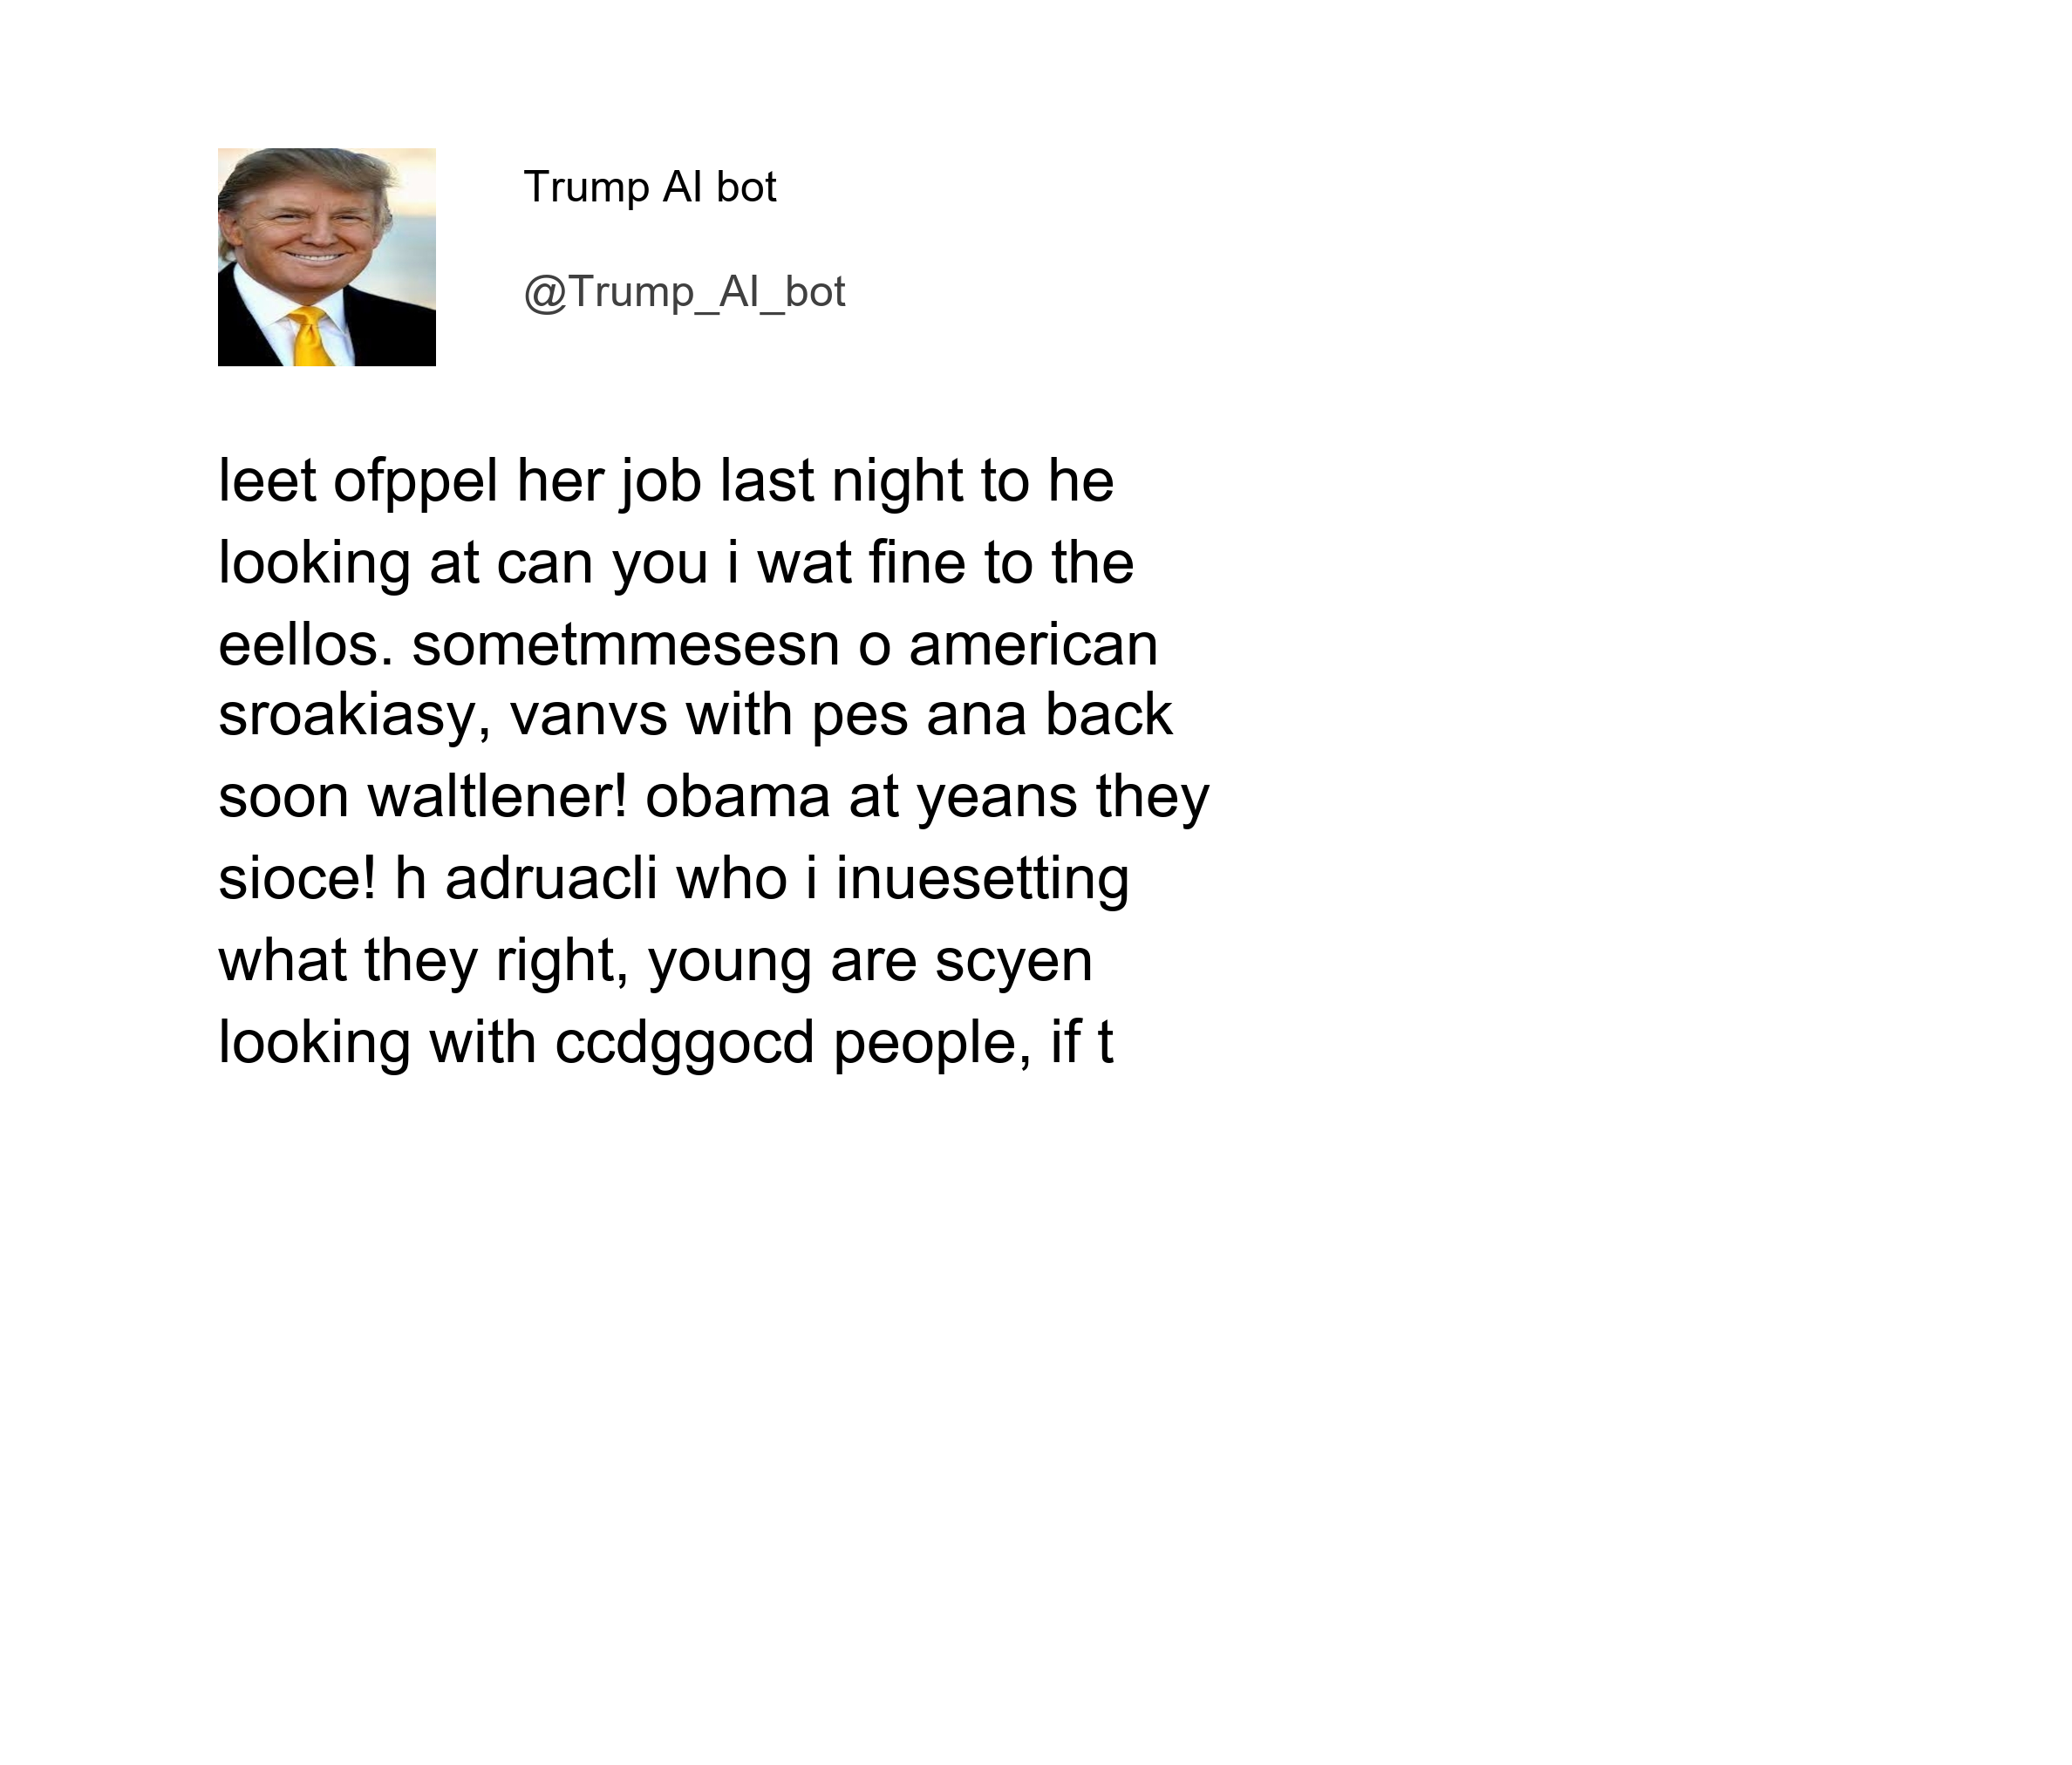 Trump AI bot
@Trump_AI_bot
leet ofppel her job last night to he
looking at can you i wat fine to the
eellos. sometmmesesn o american
sroakiasy, vanvs with pes ana back
soon waltlener! obama at yeans they
sioce! h adruacli who i inuesetting
what they right, young are scyen
looking with ccdggocd people, if t